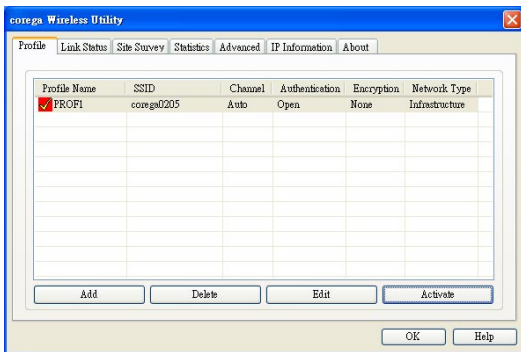 corega Wireless Utility
Profile Link Status Site Survey Statistics Advanced IP Information About
Profile Name SSID Channel Authentication Encryption Network Type
PROF1 corega0205 Auto Open None Infrastructure
Add Delete Edit Activate
OK Help